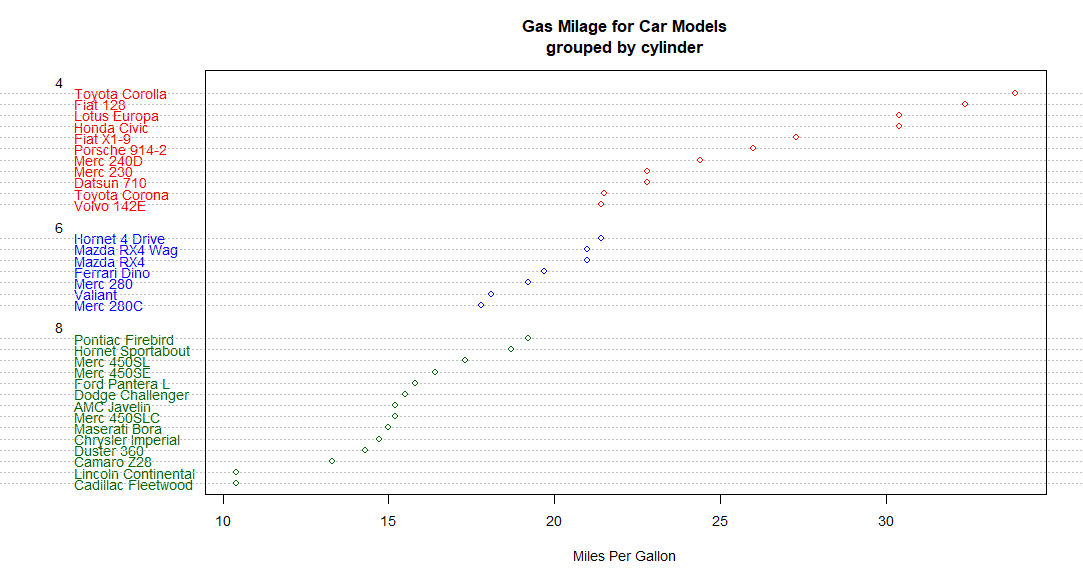 Gas Milage for Car Models
grouped by cylinder
4
Toyota Corolla
Fiat 128
Lotus Europa
Honda Civic
Fiat X1-9
Porsche 914-2
Merc 240D
Merc 230
Datsun 710
Toyota Corona
Volvo 142E
6
Hornet 4 Drive
Mazda RX4 Wag
Mazda RX4
Ferrari Dino
Merc 280
Valiant
Merc 280C
8
Pontiac Firebird
Hornet Sportabout
Merc 450SL
Merc 450SE
Ford Pantera L
Dodge Challenger
AMC Javelin
Merc 450SLC
Maserati Bora
Chrysler Imperial
Duster 360
Camaro Z28
Lincoln Continental
Cadillac Fleetwood
10 15 20 25 30
Miles Per Gallon